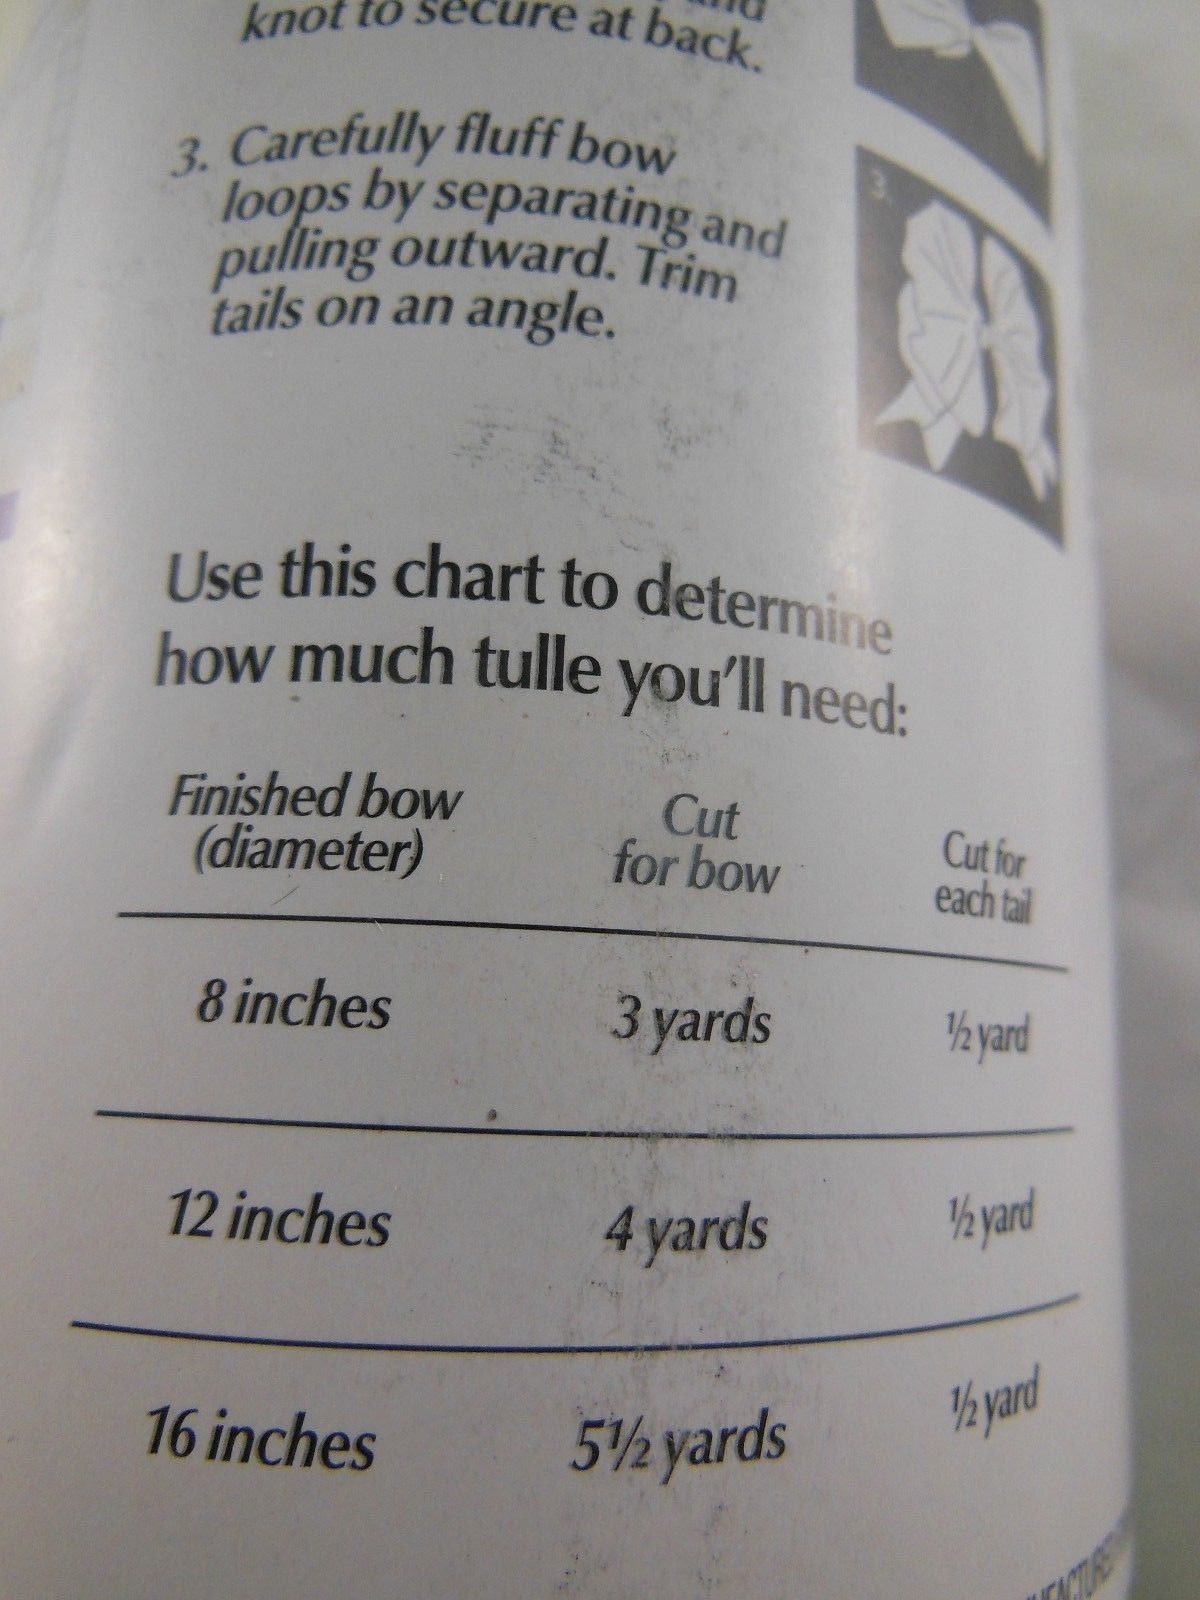 knot to secure at back.
3. Carefully fluff bow
loops by separating and
pulling outward. Trim
tails on an angle.
3.
Use this chart to determine
how much tulle you'll need:
Finished bow
(diameter)
Cut
for bow
Cut for
each tail
8 inches 3 yards ½ yard
12 inches 4 yards ½ yard
16 inches 5½ yards ½ yard